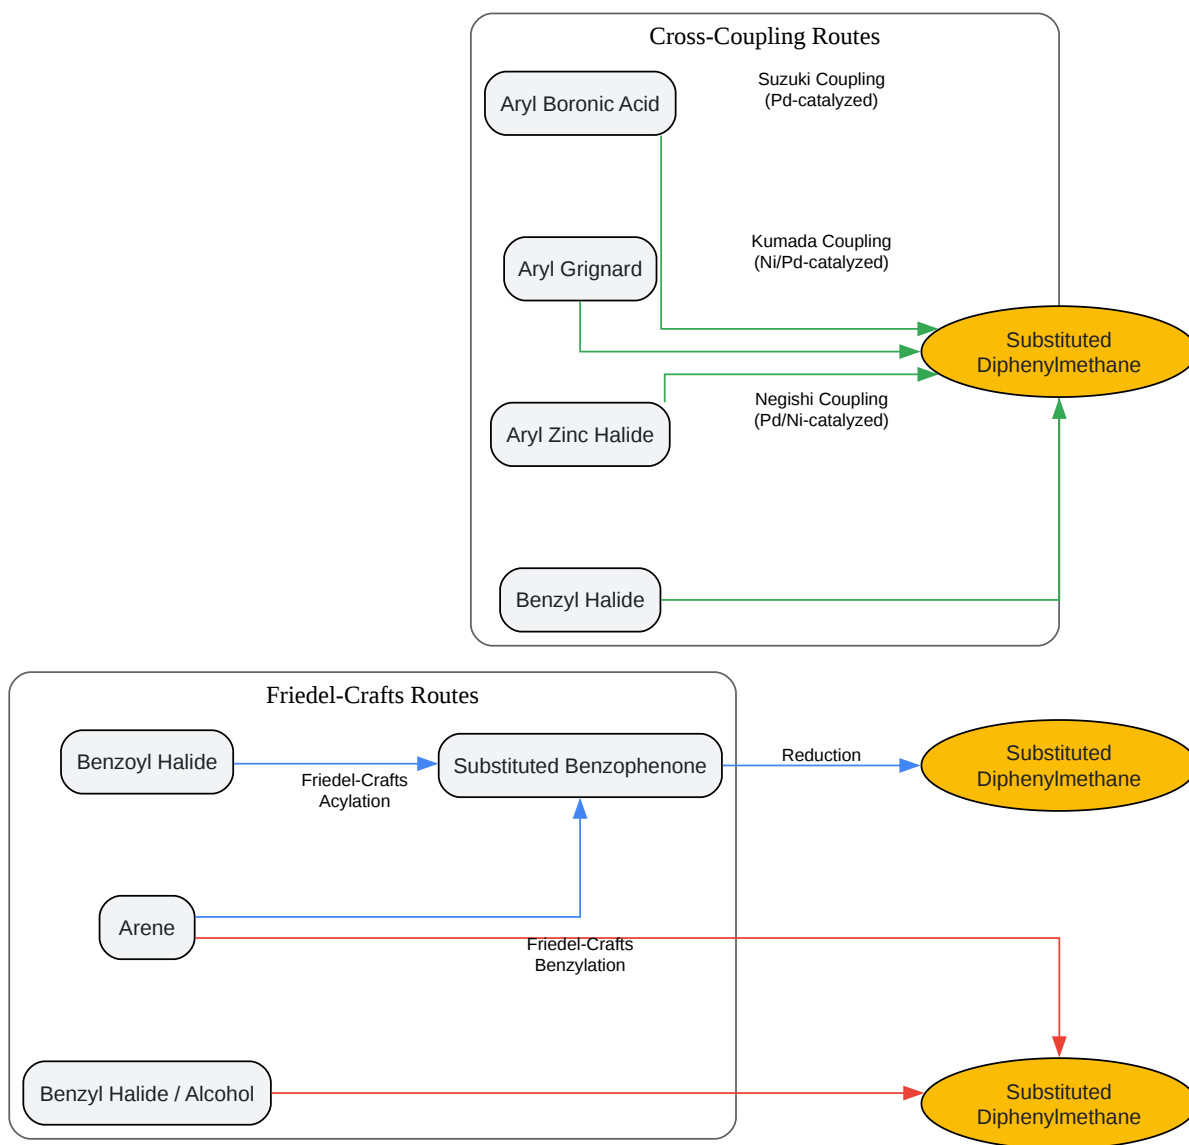 Cross-Coupling Routes
Aryl Boronic Acid
Suzuki Coupling
(Pd-catalyzed)
Aryl Grignard
Kumada Coupling
(Ni/Pd-catalyzed)
Substituted
Diphenylmethane
Aryl Zinc Halide
Negishi Coupling
(Pd/Ni-catalyzed)
Benzyl Halide
Friedel-Crafts Routes
Benzoyl Halide
Friedel-Crafts
Acylation
Substituted Benzophenone
Reduction
Substituted
Diphenylmethane
Arene
Friedel-Crafts
Benzylation
Benzyl Halide / Alcohol
Substituted
Diphenylmethane